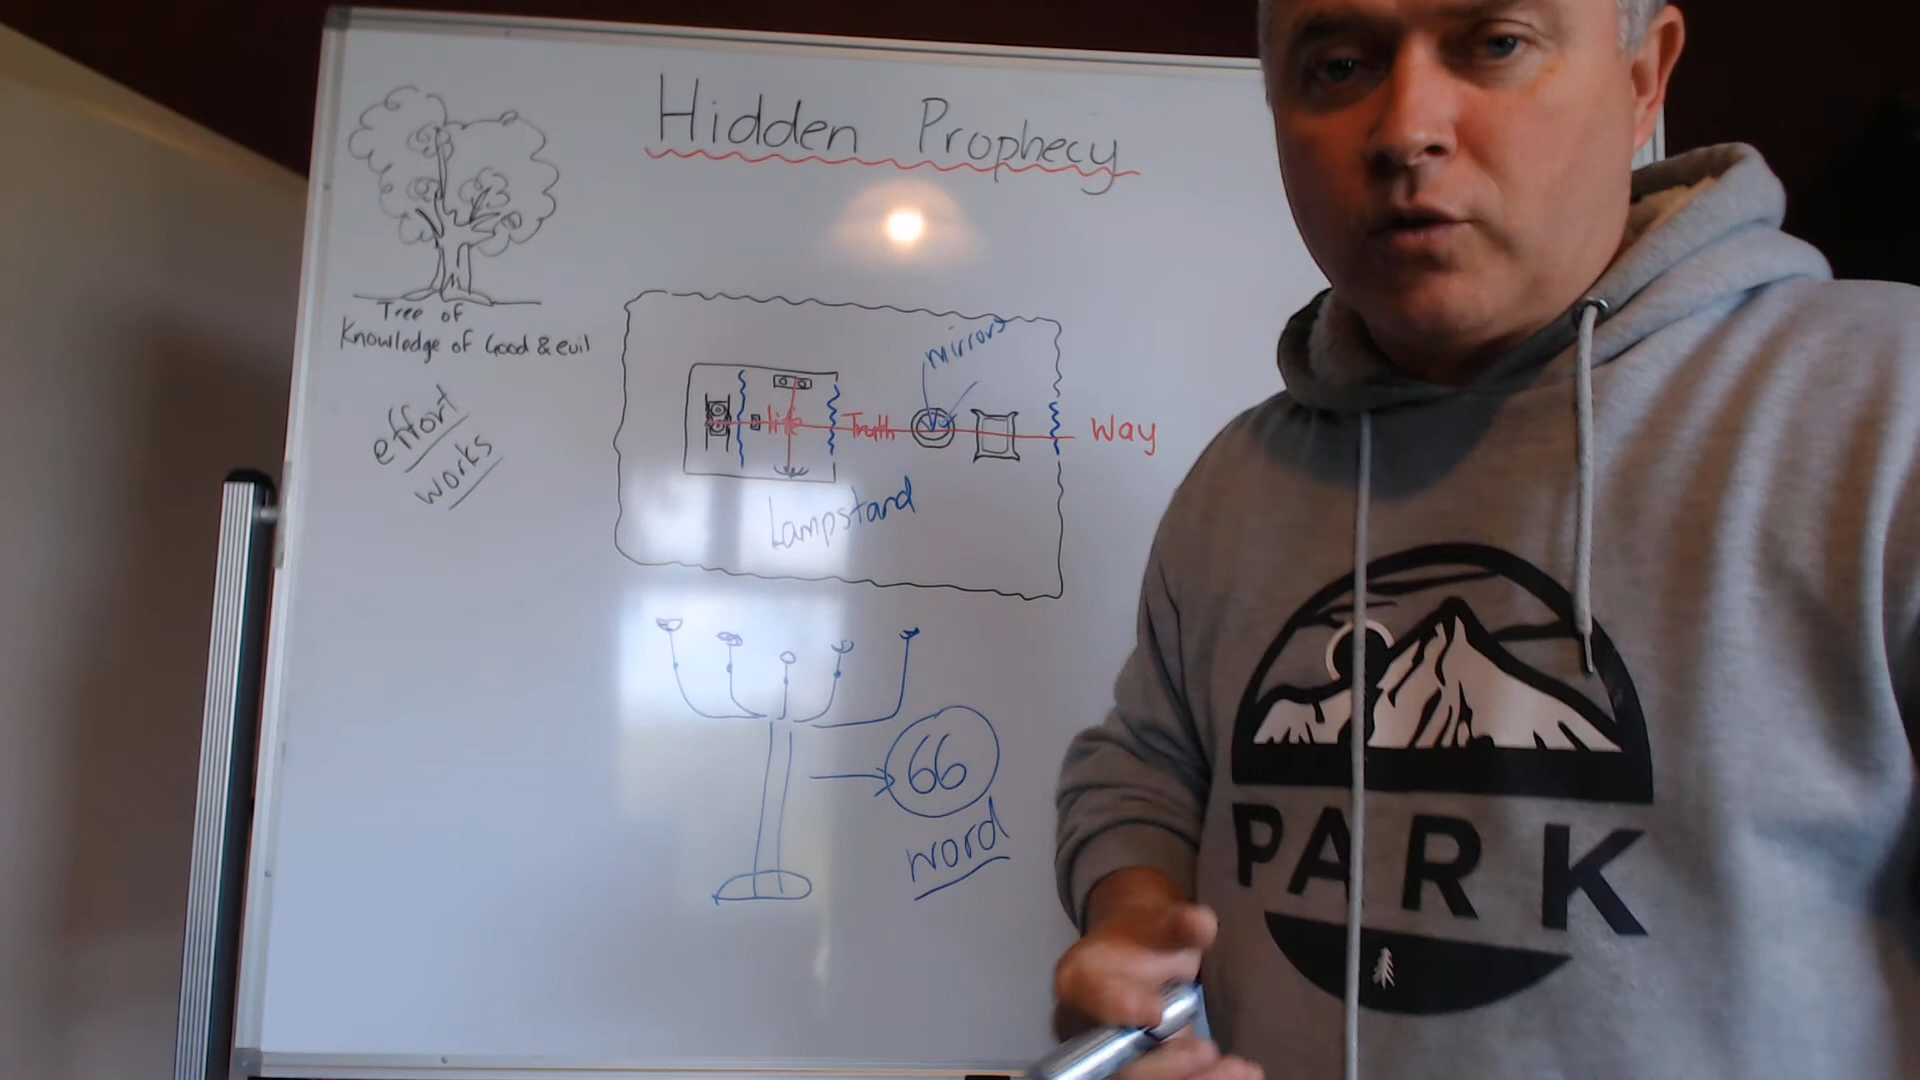 Hidden Prophecy
Tree of
Knowledge of Good & evil
effort
works
mirrors
life
Truth
Way
Lampstand
66
word
PARK